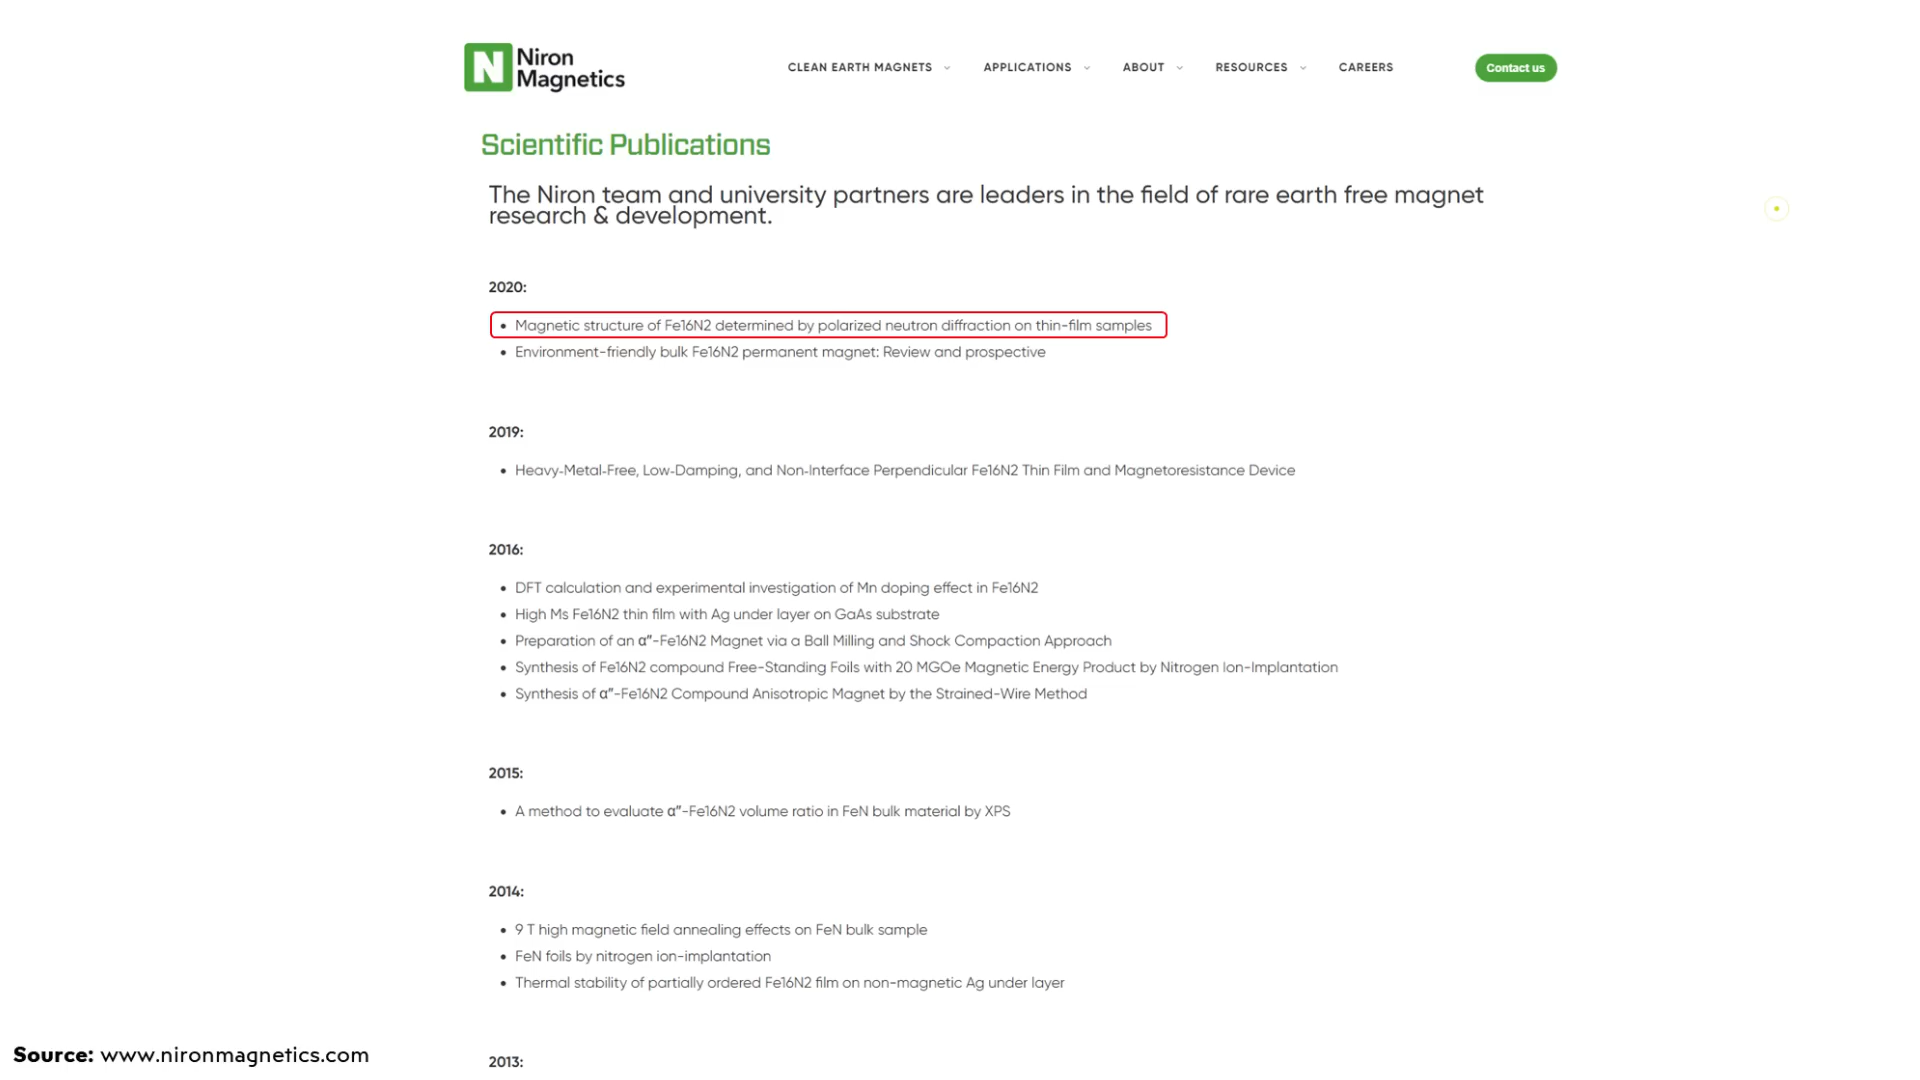 Niron
Magnetics
CLEAN EARTH MAGNETS
APPLICATIONS
ABOUT
RESOURCES
CAREERS
Contact us
Scientific Publications
The Niron team and university partners are leaders in the field of rare earth free magnet
research & development.
2020:
• Magnetic structure of Fe16N2 determined by polarized neutron diffraction on thin-film samples
• Environment-friendly bulk Fe16N2 permanent magnet: Review and prospective
2019:
• Heavy-Metal-Free, Low-Damping, and Non-Interface Perpendicular Fe16N2 Thin Film and Magnetoresistance Device
2016:
• DFT calculation and experimental investigation of Mn doping effect in Fe16N2
• High Ms Fe16N2 thin film with Ag under layer on GaAs substrate
• Preparation of an α″-Fe16N2 Magnet via a Ball Milling and Shock Compaction Approach
• Synthesis of Fe16N2 compound Free-Standing Foils with 20 MGOe Magnetic Energy Product by Nitrogen Ion-Implantation
• Synthesis of α″-Fe16N2 Compound Anisotropic Magnet by the Strained-Wire Method
2015:
• A method to evaluate α″-Fe16N2 volume ratio in FeN bulk material by XPS
2014:
• 9 T high magnetic field annealing effects on FeN bulk sample
• FeN foils by nitrogen ion-implantation
• Thermal stability of partially ordered Fe16N2 film on non-magnetic Ag under layer
2013:
Source: www.nironmagnetics.com